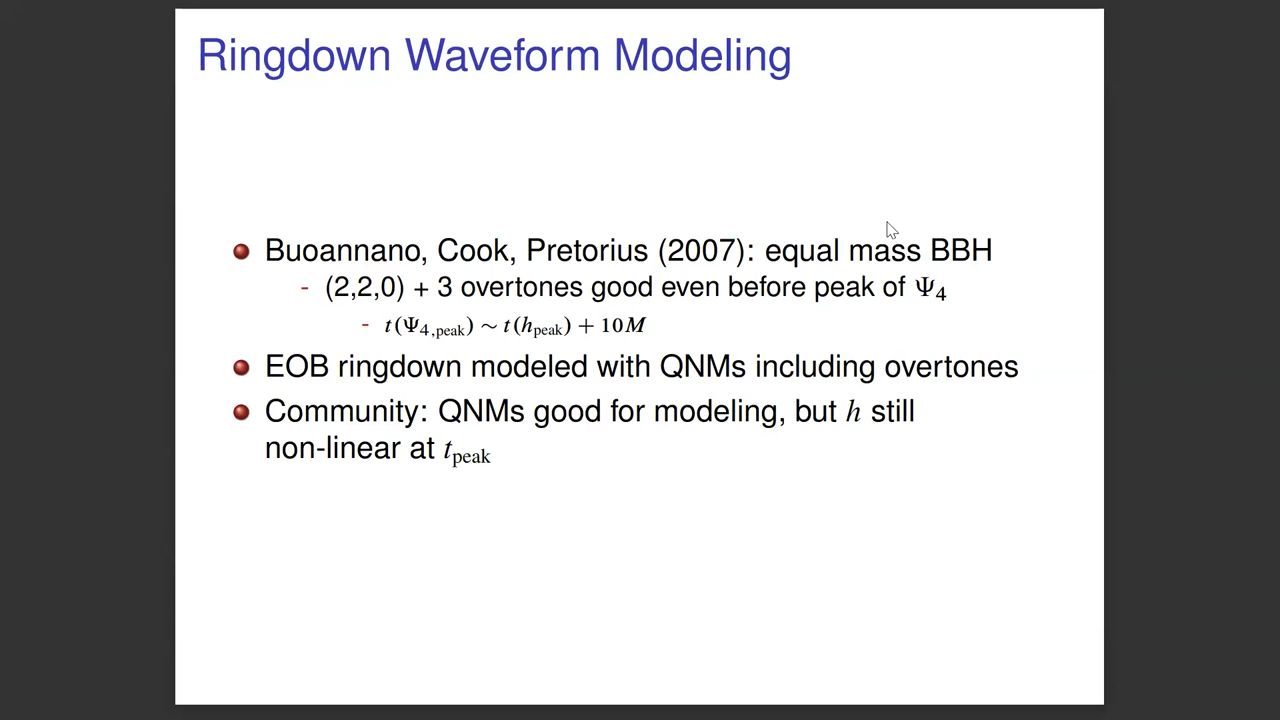 Ringdown Waveform Modeling
Buoannano, Cook, Pretorius (2007): equal mass BBH
- (2,2,0) + 3 overtones good even before peak of Ψ₄
- t(Ψ₄,peak) ∼ t(hpeak) + 10M
EOB ringdown modeled with QNMs including overtones
Community: QNMs good for modeling, but h still
non-linear at tpeak